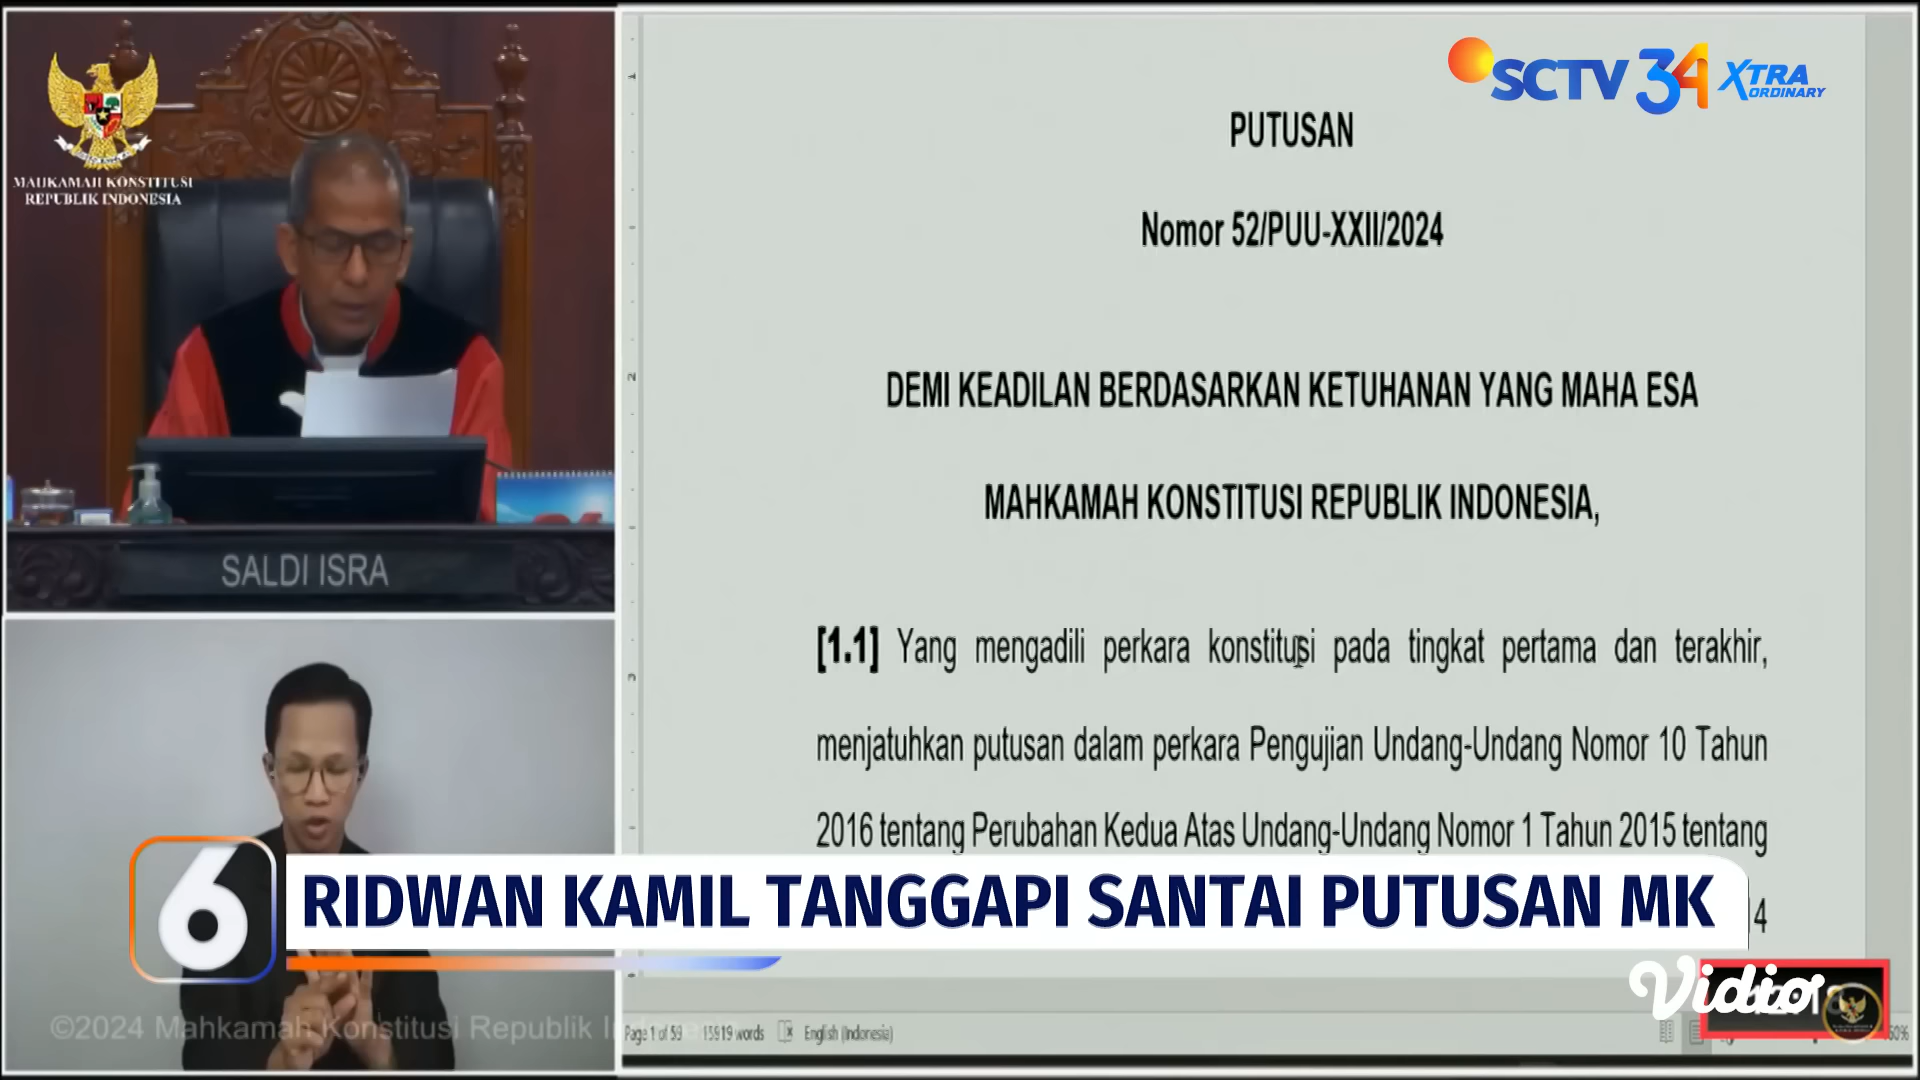 MAHKAMAH KONSTITUSI
REPUBLIK INDONESIA
SALDI ISRA
SCTV 34 XTRA
ORDINARY
PUTUSAN
Nomor 52/PUU-XXII/2024
DEMI KEADILAN BERDASARKAN KETUHANAN YANG MAHA ESA
MAHKAMAH KONSTITUSI REPUBLIK INDONESIA,
[1.1] Yang mengadili perkara konstitusi pada tingkat pertama dan terakhir,
menjatuhkan putusan dalam perkara Pengujian Undang-Undang Nomor 10 Tahun
2016 tentang Perubahan Kedua Atas Undang-Undang Nomor 1 Tahun 2015 tentang
6 RIDWAN KAMIL TANGGAPI SANTAI PUTUSAN MK
Vidio
©2024 Mahkamah Konstitusi Republik
Page 1 of 59 15919 words English (Indonesia)